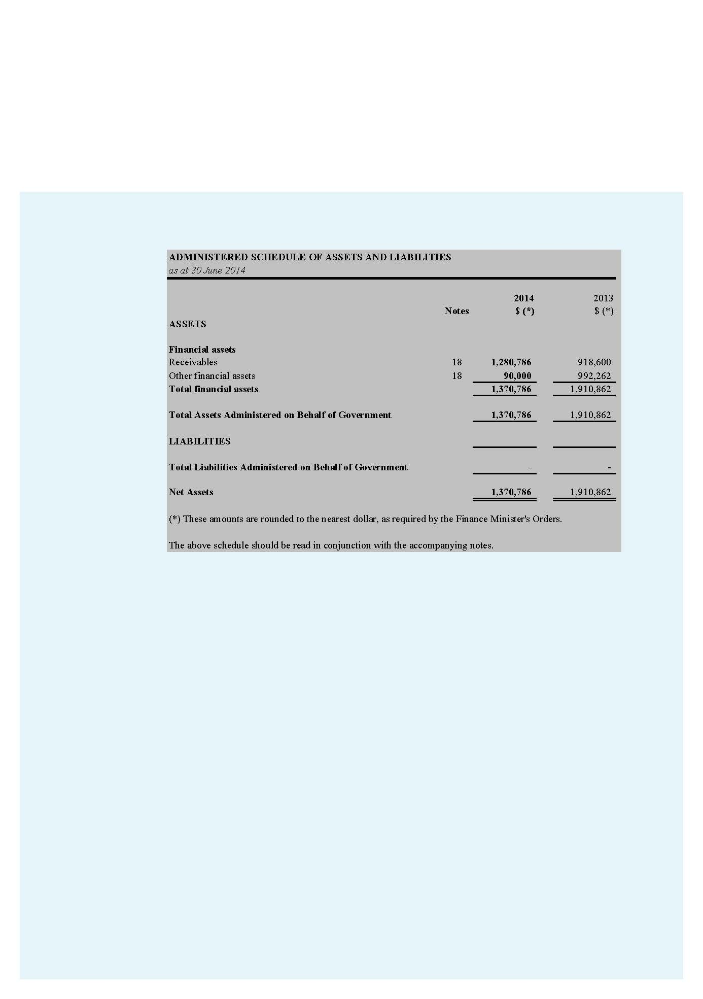 ADMINISTERED SCHEDULE OF ASSETS AND LIABILITIES
as at 30 June 2014
2014 2013
Notes $ (*) $ (*)
ASSETS
Financial assets
Receivables 18 1,280,786 918,600
Other financial assets 18 90,000 992,262
Total financial assets 1,370,786 1,910,862
Total Assets Administered on Behalf of Government 1,370,786 1,910,862
LIABILITIES
Total Liabilities Administered on Behalf of Government - -
Net Assets 1,370,786 1,910,862
(*) These amounts are rounded to the nearest dollar, as required by the Finance Minister's Orders.
The above schedule should be read in conjunction with the accompanying notes.